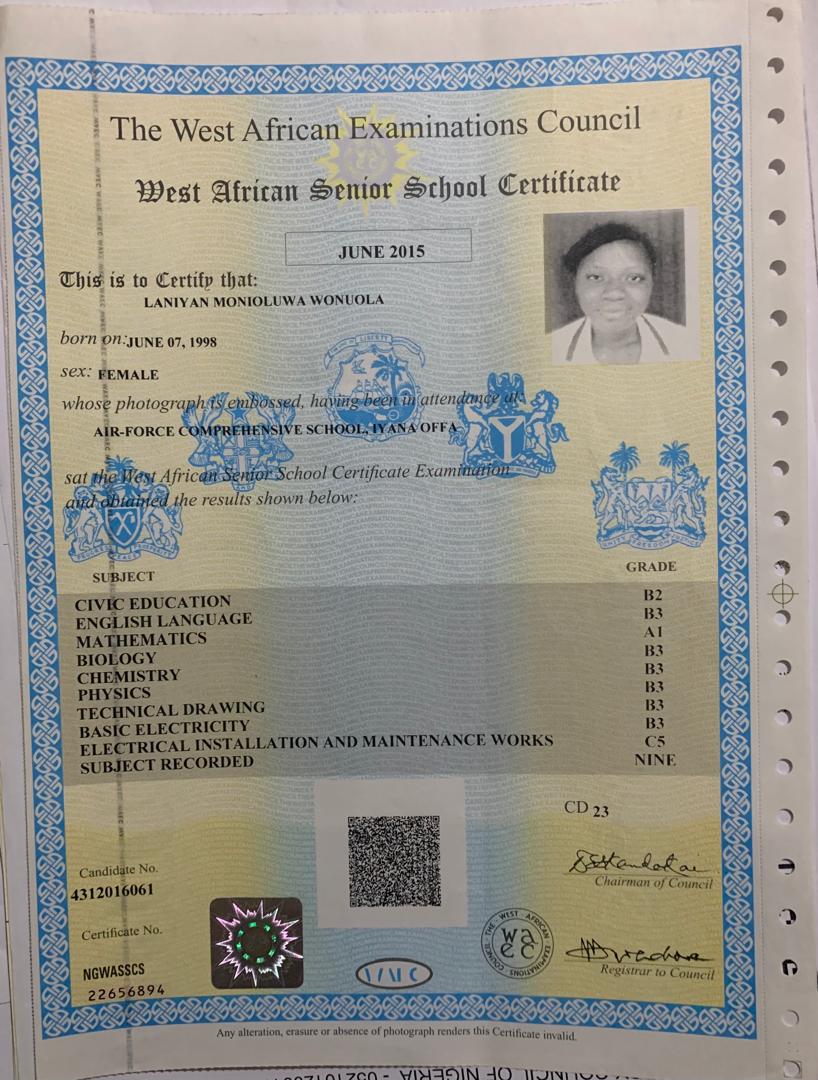 The West African Examinations Council
West African Senior School Certificate
JUNE 2015
This is to Certify that:
LANIYAN MONIOLUWA WONUOLA
born on: JUNE 07, 1998
sex: FEMALE
whose photograph is embossed, having been in attendance at:
AIR-FORCE COMPREHENSIVE SCHOOL, IYANA OFFA
sat the West African Senior School Certificate Examination
and obtained the results shown below:
SUBJECT GRADE
CIVIC EDUCATION B2
ENGLISH LANGUAGE B3
MATHEMATICS A1
BIOLOGY B3
CHEMISTRY B3
PHYSICS B3
TECHNICAL DRAWING B3
BASIC ELECTRICITY B3
ELECTRICAL INSTALLATION AND MAINTENANCE WORKS C5
SUBJECT RECORDED NINE
CD 23
Candidate No.
4312016061
Chairman of Council
Certificate No.
NGWASSCS
22656894
THE WEST AFRICAN EXAMINATIONS COUNCIL
Registrar to Council
Any alteration, erasure or absence of photograph renders this Certificate invalid.